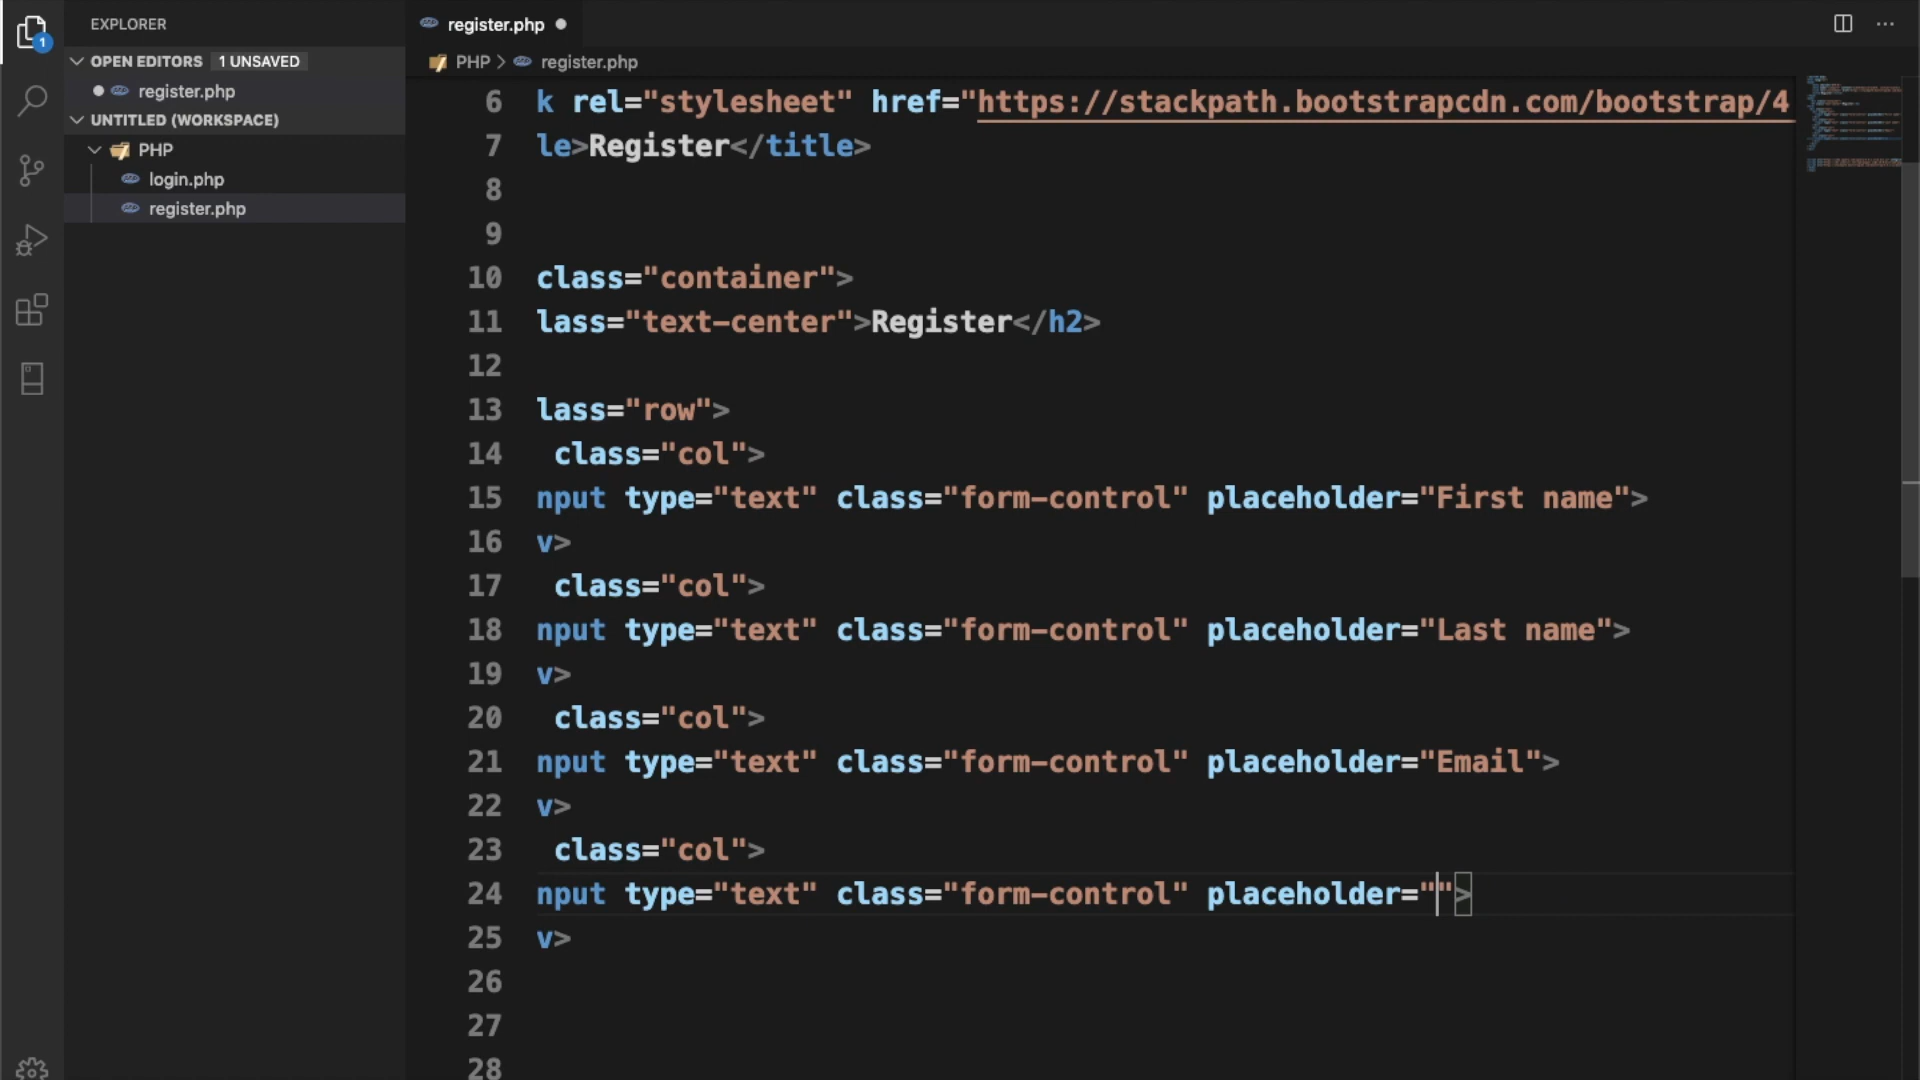 EXPLORER
OPEN EDITORS 1 UNSAVED
register.php
UNTITLED (WORKSPACE)
PHP
login.php
register.php
1
register.php
PHP > register.php
6 k rel="stylesheet" href="https://stackpath.bootstrapcdn.com/bootstrap/4
7 le>Register</title>
8
9
10 class="container">
11 lass="text-center">Register</h2>
12
13 lass="row">
14 class="col">
15 nput type="text" class="form-control" placeholder="First name">
16 v>
17 class="col">
18 nput type="text" class="form-control" placeholder="Last name">
19 v>
20 class="col">
21 nput type="text" class="form-control" placeholder="Email">
22 v>
23 class="col">
24 nput type="text" class="form-control" placeholder="">
25 v>
26
27
28